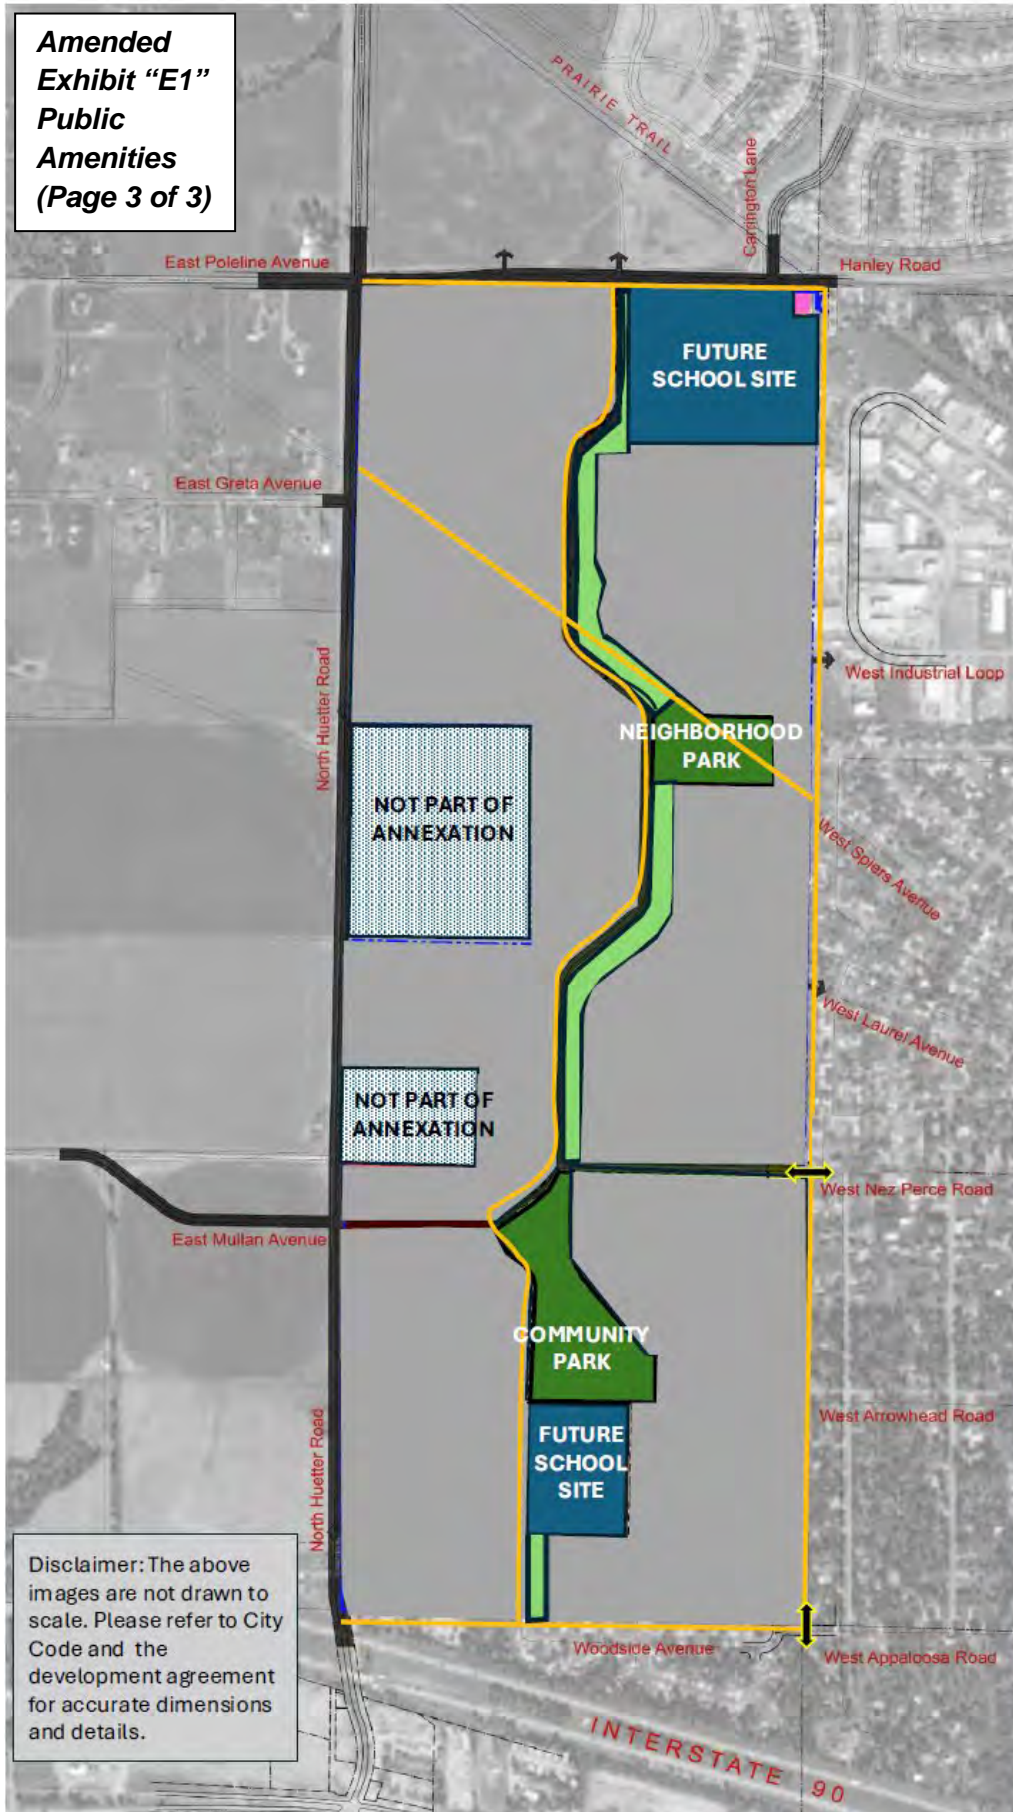 Amended
Exhibit “E1”
Public
Amenities
(Page 3 of 3)
PRAIRIE TRAIL
Carrington Lane
East Poleline Avenue
Hanley Road
FUTURE
SCHOOL SITE
East Greta Avenue
North Huetter Road
West Industrial Loop
NEIGHBORHOOD
PARK
NOT PART OF
ANNEXATION
West Spiers Avenue
West Laurel Avenue
NOT PART OF
ANNEXATION
West Nez Perce Road
East Mullan Avenue
COMMUNITY
PARK
West Arrowhead Road
North Huetter Road
FUTURE
SCHOOL
SITE
Disclaimer: The above
images are not drawn to
scale. Please refer to City
Code and the
development agreement
for accurate dimensions
and details.
Woodside Avenue
West Appaloosa Road
INTERSTATE 90